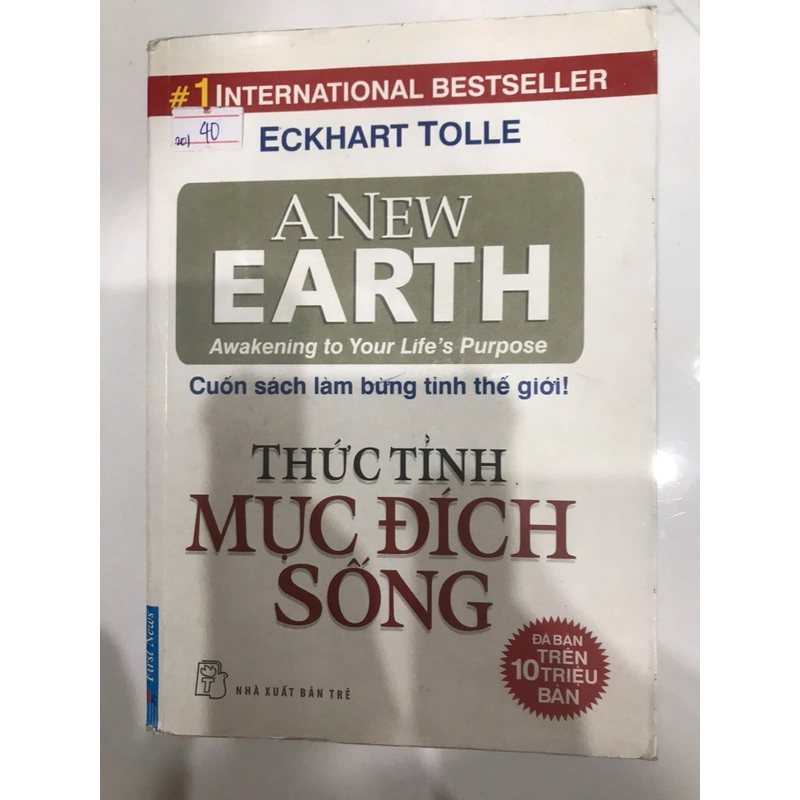 #1 INTERNATIONAL BESTSELLER
201 40
ECKHART TOLLE
A NEW
EARTH
Awakening to Your Life's Purpose
Cuốn sách làm bừng tỉnh thế giới!
THỨC TỈNH
MỤC ĐÍCH
SỐNG
ĐÃ BÁN
TRÊN
10 TRIỆU
BẢN
First News
T
NHÀ XUẤT BẢN TRẺ